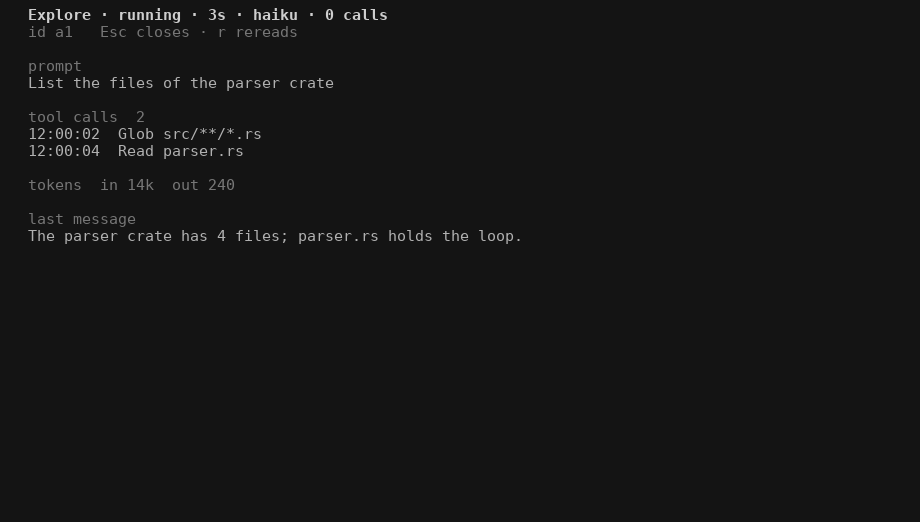 Explore · running · 3s · haiku · 0 calls
id a1   Esc closes · r rereads
prompt
List the files of the parser crate
tool calls  2
12:00:02  Glob src/**/*.rs
12:00:04  Read parser.rs
tokens  in 14k  out 240
last message
The parser crate has 4 files; parser.rs holds the loop.